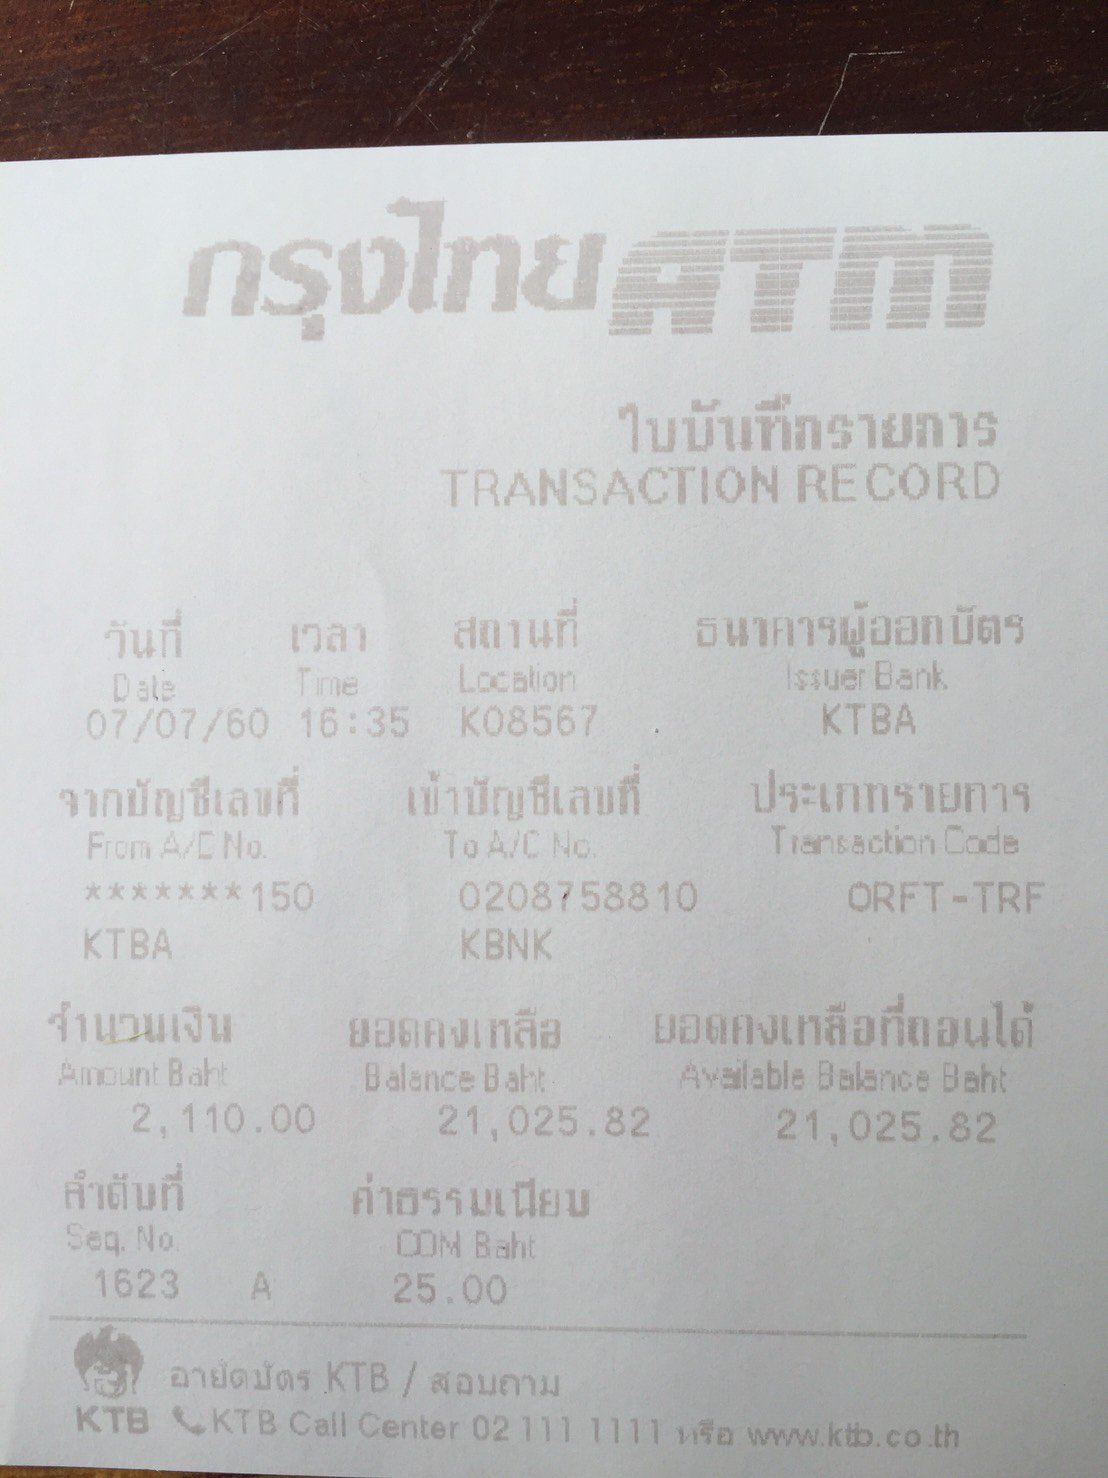 กรุงไทย ATM
ใบบันทึกรายการ
TRANSACTION RECORD
วันที่ เวลา สถานที่ ธนาคารผู้ออกบัตร
Date Time Location Issuer Bank
07/07/60 16:35 K08567 KTBA
จากบัญชีเลขที่ เข้าบัญชีเลขที่ ประเภทรายการ
From A/C No. To A/C No. Transaction Code
*******150 0208758810 ORFT-TRF
KTBA KBNK
จำนวนเงิน ยอดคงเหลือ ยอดคงเหลือที่ถอนได้
Amount Baht Balance Baht Available Balance Baht
2,110.00 21,025.82 21,025.82
ลำดับที่ ค่าธรรมเนียม
Seq. No. COM Baht
1623 A 25.00
อายัดบัตร KTB / สอบถาม
KTB KTB Call Center 02 111 1111 หรือ www.ktb.co.th